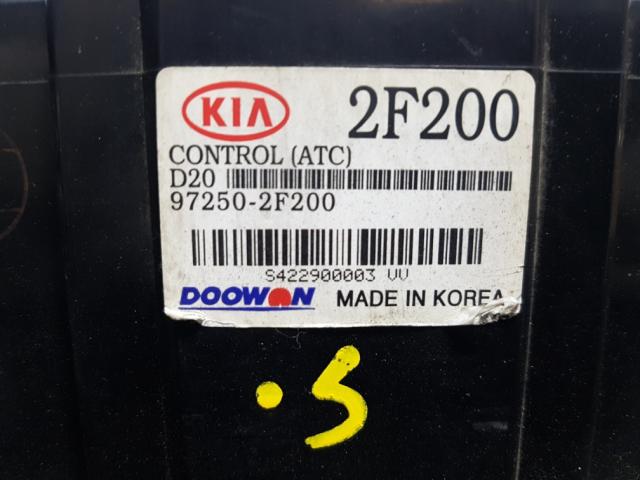 KIA 2F200
CONTROL (ATC)
D20
97250-2F200
S422900003 VV
DOOWON MADE IN KOREA
.5